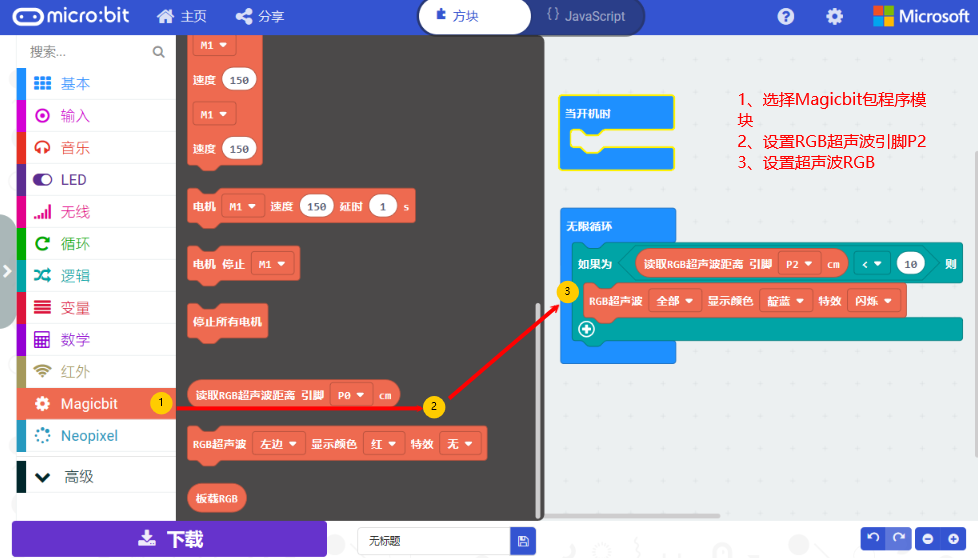 micro:bit 主页 分享 方块 {} JavaScript ? Microsoft
搜索...
基本
输入
音乐
LED
无线
循环
逻辑
变量
数学
红外
Magicbit 1
Neopixel
高级
M1
速度 150
M1
速度 150
电机 M1 速度 150 延时 1 s
电机 停止 M1
停止所有电机
读取RGB超声波距离 引脚 P0 cm
2
RGB超声波 左边 显示颜色 红 特效 无
板载RGB
当开机时
1、选择Magicbit包程序模
块
2、设置RGB超声波引脚P2
3、设置超声波RGB
无限循环
如果为 读取RGB超声波距离 引脚 P2 cm < 10 则
3
RGB超声波 全部 显示颜色 靛蓝 特效 闪烁
下载 无标题